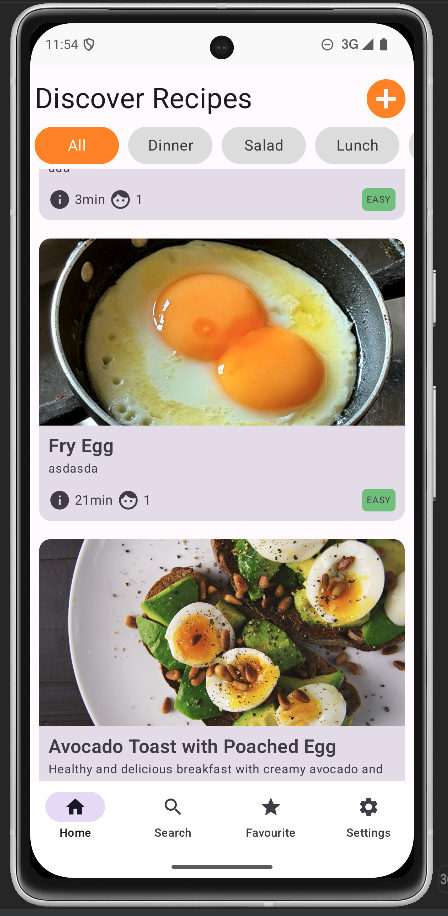 11:54 3G
Discover Recipes
All Dinner Salad Lunch
3min 1 EASY
Fry Egg
asdasda
21min 1 EASY
Avocado Toast with Poached Egg
Healthy and delicious breakfast with creamy avocado and
Home Search Favourite Settings